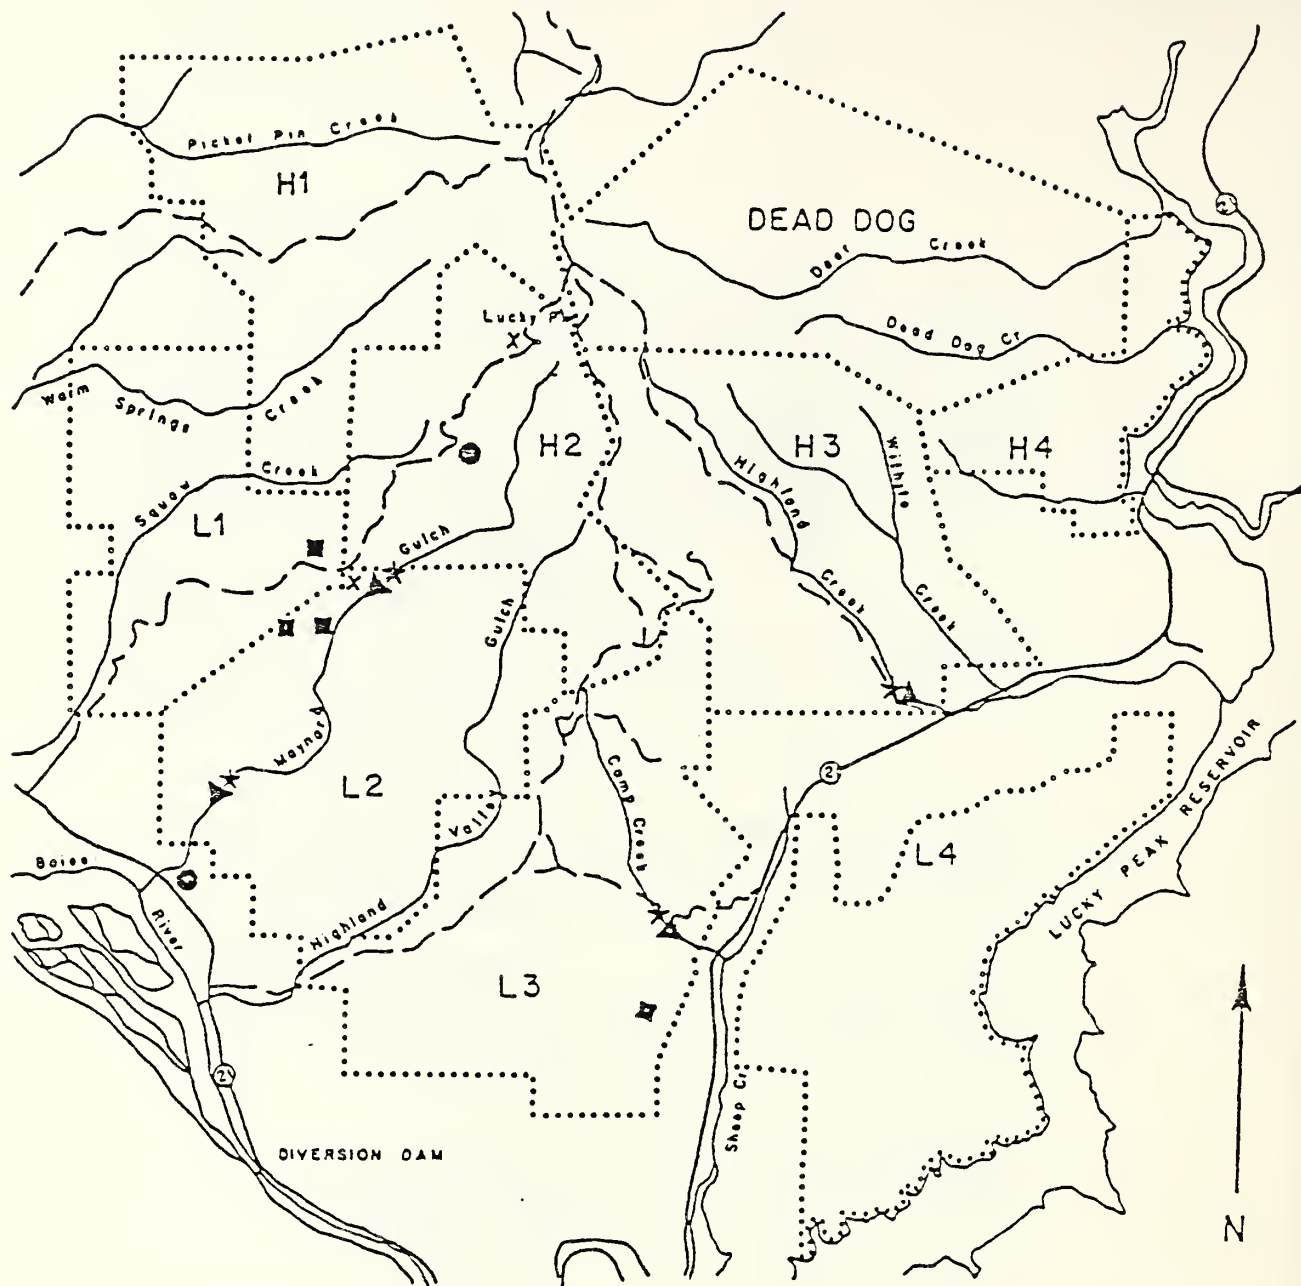 Pichet Pin Creek
H1
DEAD DOG
Deer Creek
Lucky Pk
Dead Dog Cr
Warm Springs Creek
H2
H3
H4
Withile Creek
Highland Creek
Squaw Creek
L1
Gulch
Gulch
Maynard
L2
Valley
Camp Creek
2
L4
LUCKY PEAK RESERVOIR
Boise River
Highland
L3
21
DIVERSION DAM
Sheep Cr
N